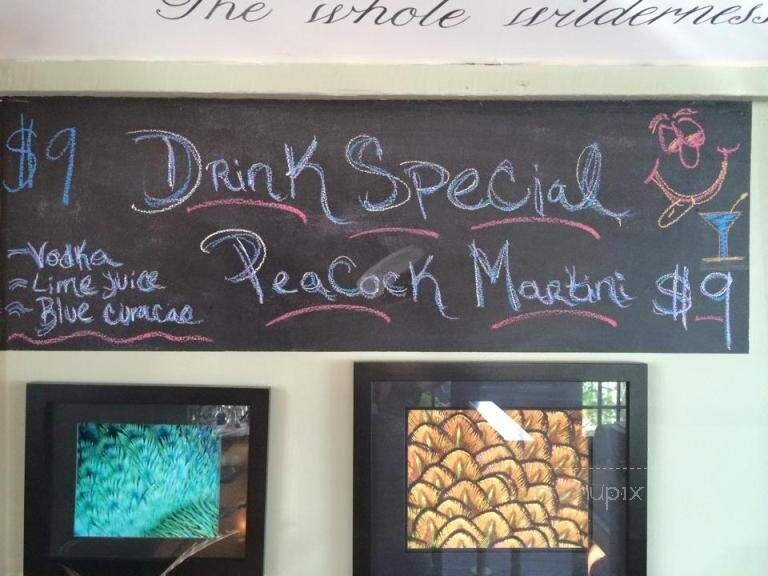 The whole wilderness
$9 Drink Special
Peacock Martini $9
~Vodka
~Lime juice
~Blue curacao